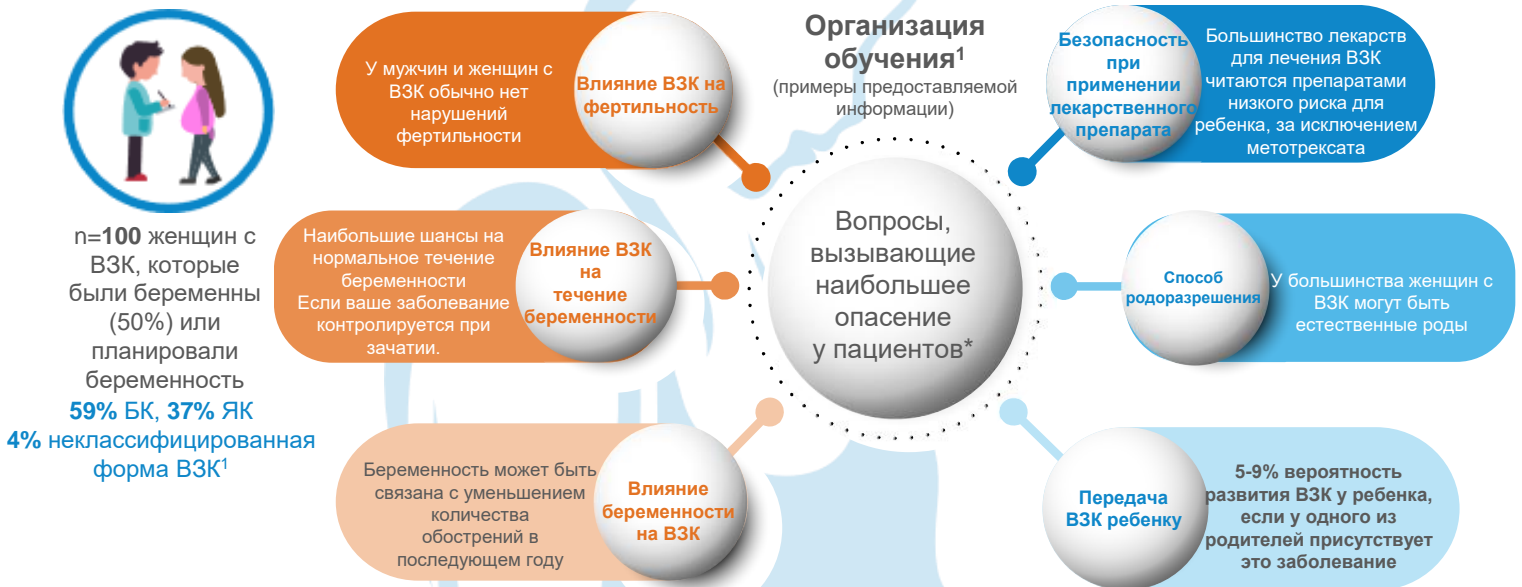 n=100 женщин с
ВЗК, которые
были беременны
(50%) или
планировали
беременность
59% БК, 37% ЯК
4% неклассифицированная
форма ВЗК1
Организация
обучения1
(примеры предоставляемой
информации)
Вопросы,
вызывающие
наибольшее
опасение
у пациентов*
У мужчин и женщин с
ВЗК обычно нет
нарушений
фертильности
Влияние ВЗК на
фертильность
Наибольшие шансы на
нормальное течение
беременности
Если ваше заболевание
контролируется при
зачатии.
Влияние ВЗК
на
течение
беременности
Беременность может быть
связана с уменьшением
количества
обострений в
последующем году
Влияние
беременности
на ВЗК
Безопасность
при
применении
лекарственного
препарата
Большинство лекарств
для лечения ВЗК
читаются препаратами
низкого риска для
ребенка, за исключением
метотрексата
Способ
родоразрешения
У большинства женщин с
ВЗК могут быть
естественные роды
Передача
ВЗК ребенку
5-9% вероятность
развития ВЗК у ребенка,
если у одного из
родителей присутствует
это заболевание